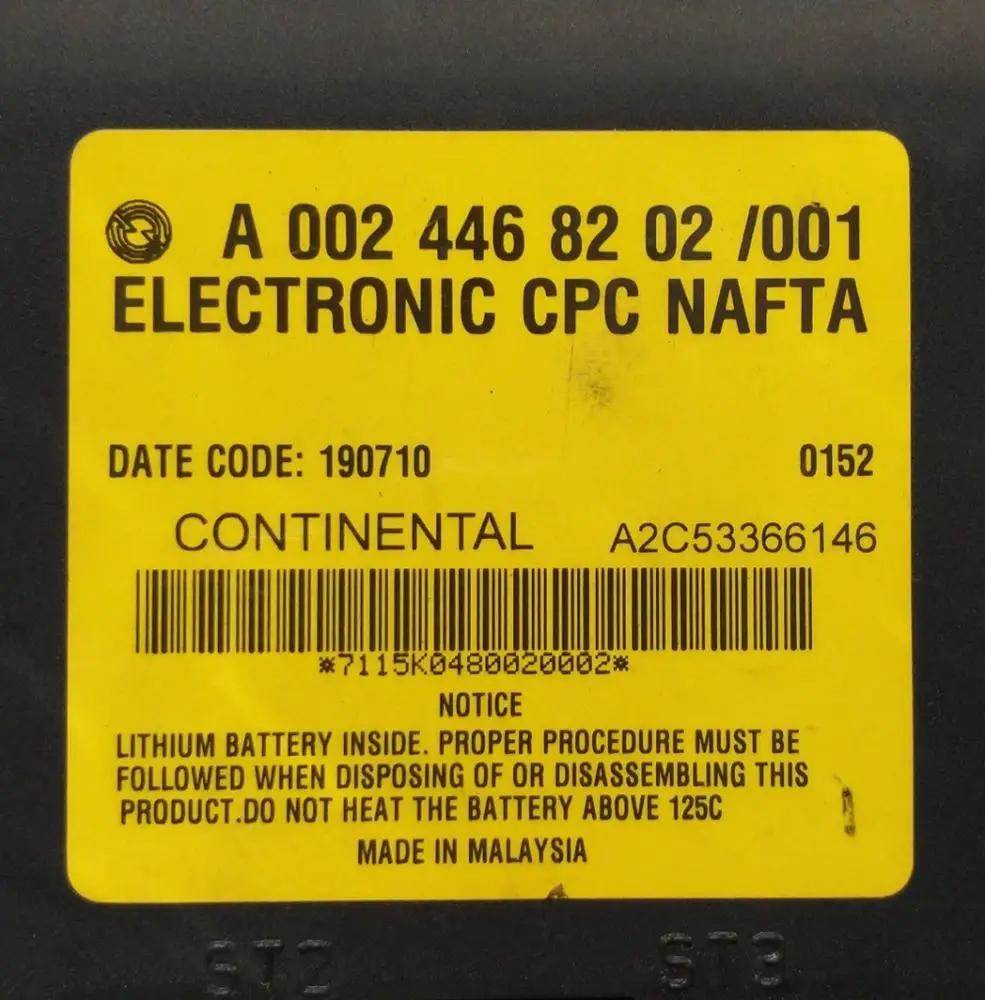 A 002 446 82 02 /001
ELECTRONIC CPC NAFTA
DATE CODE: 190710 0152
CONTINENTAL A2C53366146
*7115K0480020002*
NOTICE
LITHIUM BATTERY INSIDE. PROPER PROCEDURE MUST BE
FOLLOWED WHEN DISPOSING OF OR DISASSEMBLING THIS
PRODUCT.DO NOT HEAT THE BATTERY ABOVE 125C
MADE IN MALAYSIA
ST2 ST3